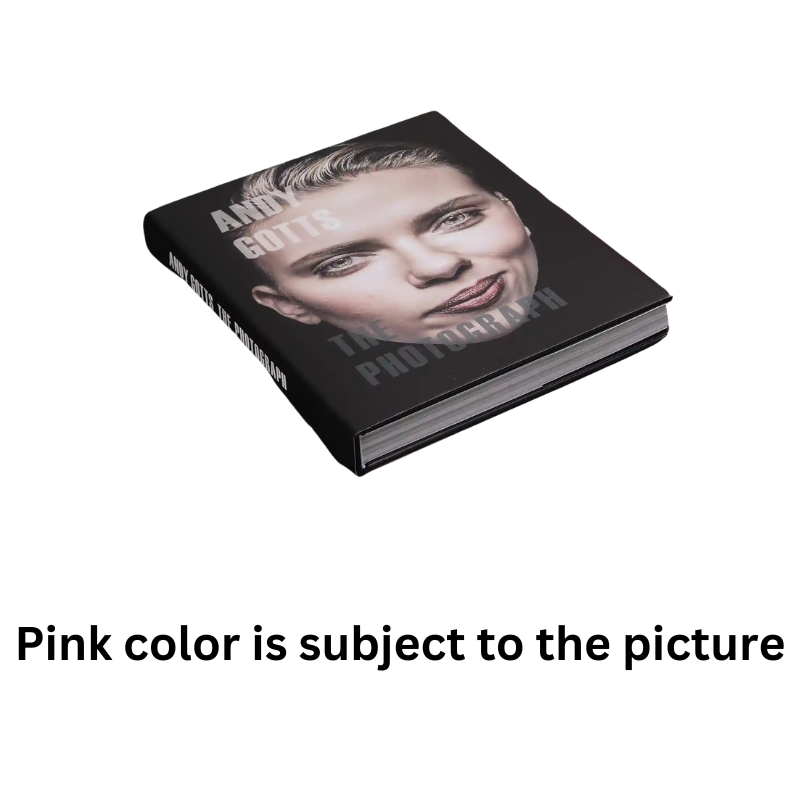 ANDY
GOTTS
THE
PHOTOGRAPH
ANDY GOTTS THE PHOTOGRAPH
Pink color is subject to the picture